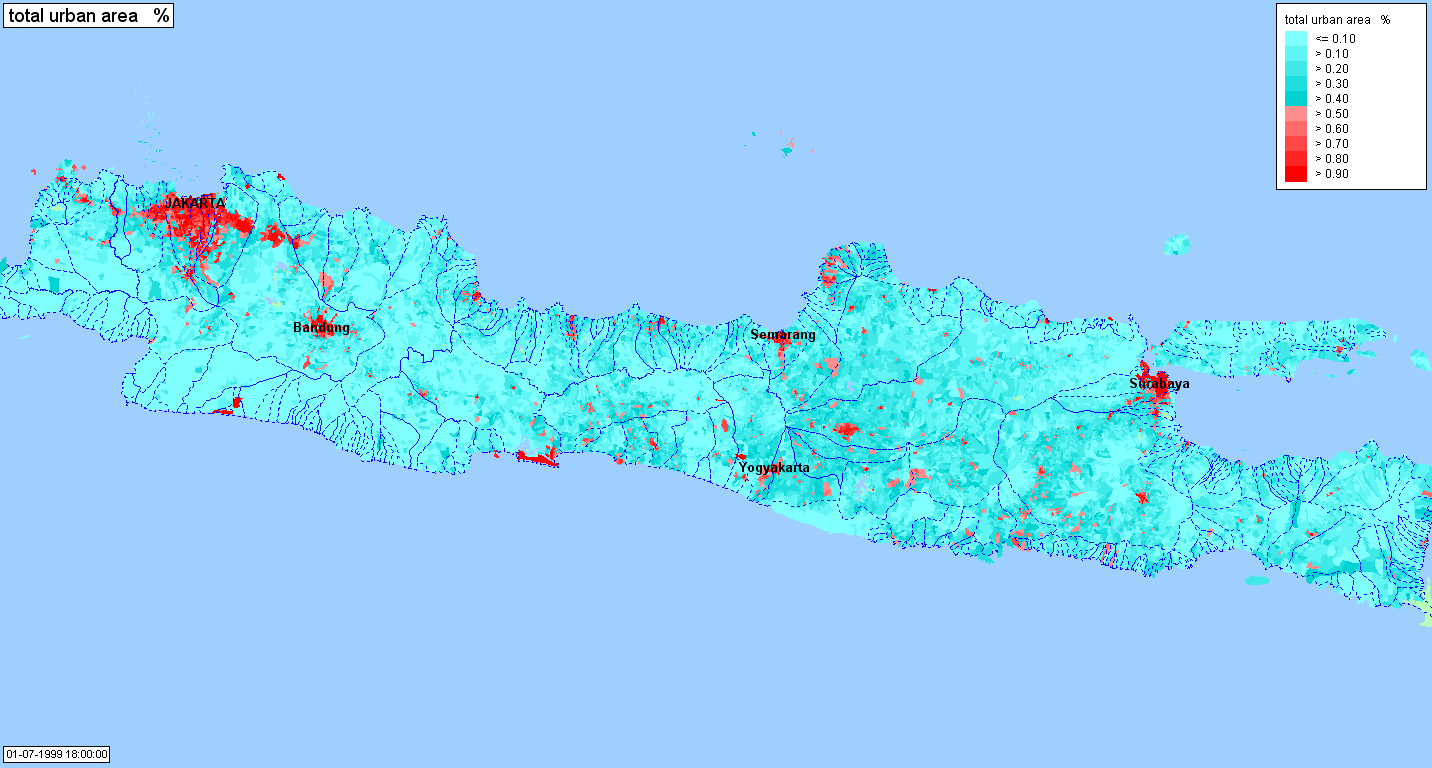 total urban area %
total urban area %
<= 0.10
> 0.10
> 0.20
> 0.30
> 0.40
> 0.50
> 0.60
> 0.70
> 0.80
> 0.90
JAKARTA
Bandung
Semarang
Surabaya
Yogyakarta
01-07-1999 18:00:00